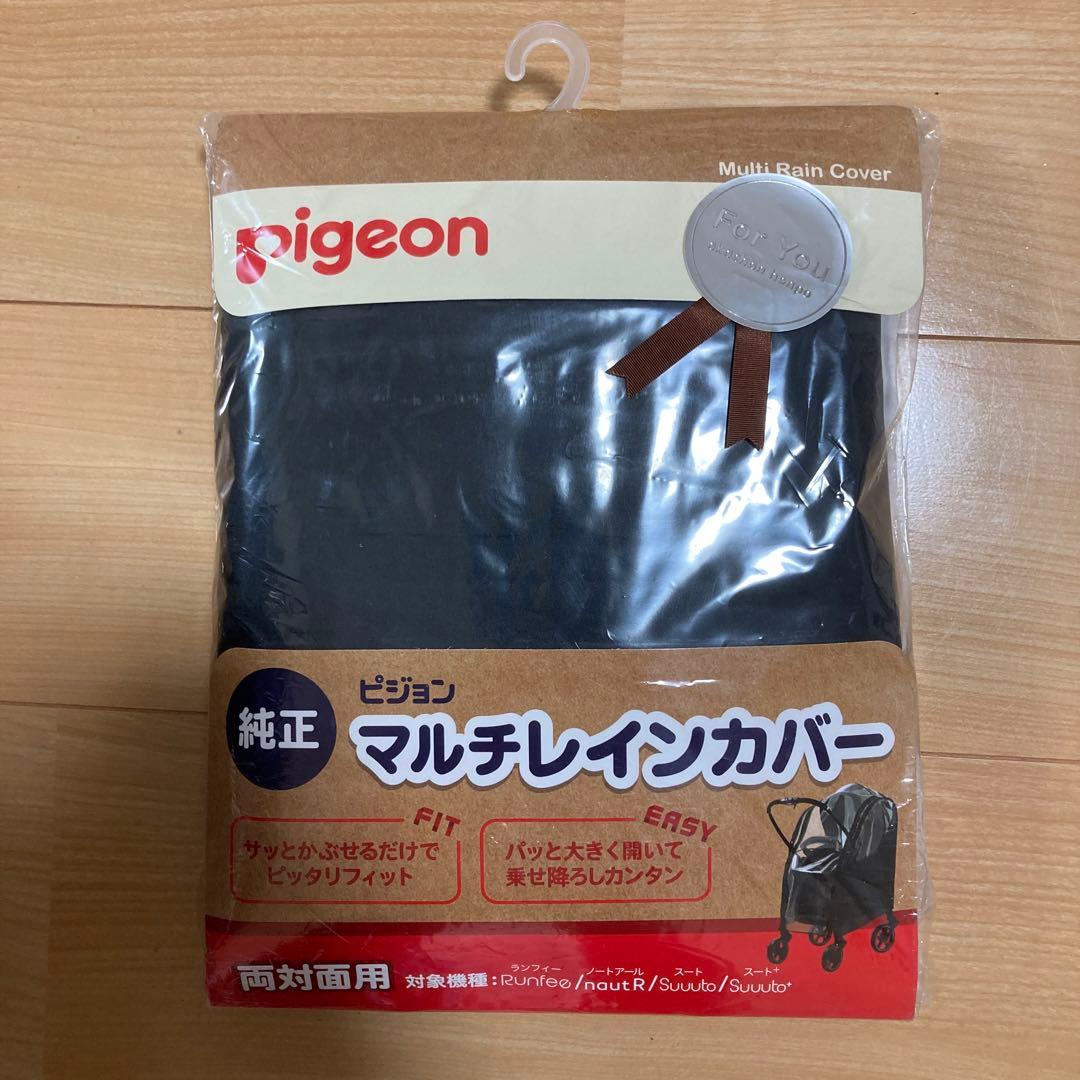 Multi Rain Cover
pigeon
For You
akachan honpo
純正
ピジョン
マルチレインカバー
FIT
サッとかぶせるだけで
ピッタリフィット
EASY
パッと大きく開いて
乗せ降ろしカンタン
両対面用
ランフィー ノートアール スート スート+
対象機種:Runfee/nautR/Suuuto/Suuuto+